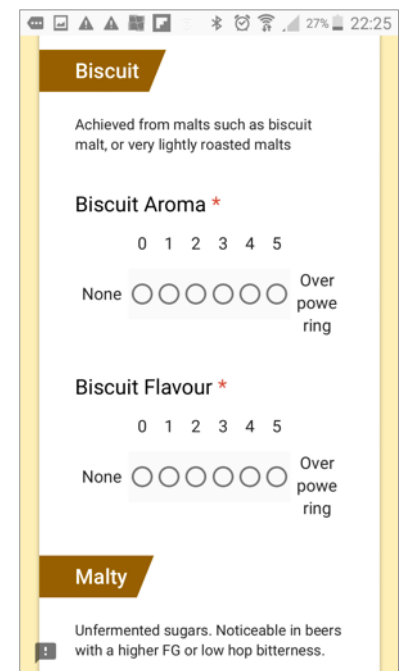 27% 22:25
Biscuit
Achieved from malts such as biscuit
malt, or very lightly roasted malts
Biscuit Aroma *
0 1 2 3 4 5
None
Over
powe
ring
Biscuit Flavour *
0 1 2 3 4 5
None
Over
powe
ring
Malty
Unfermented sugars. Noticeable in beers
with a higher FG or low hop bitterness.